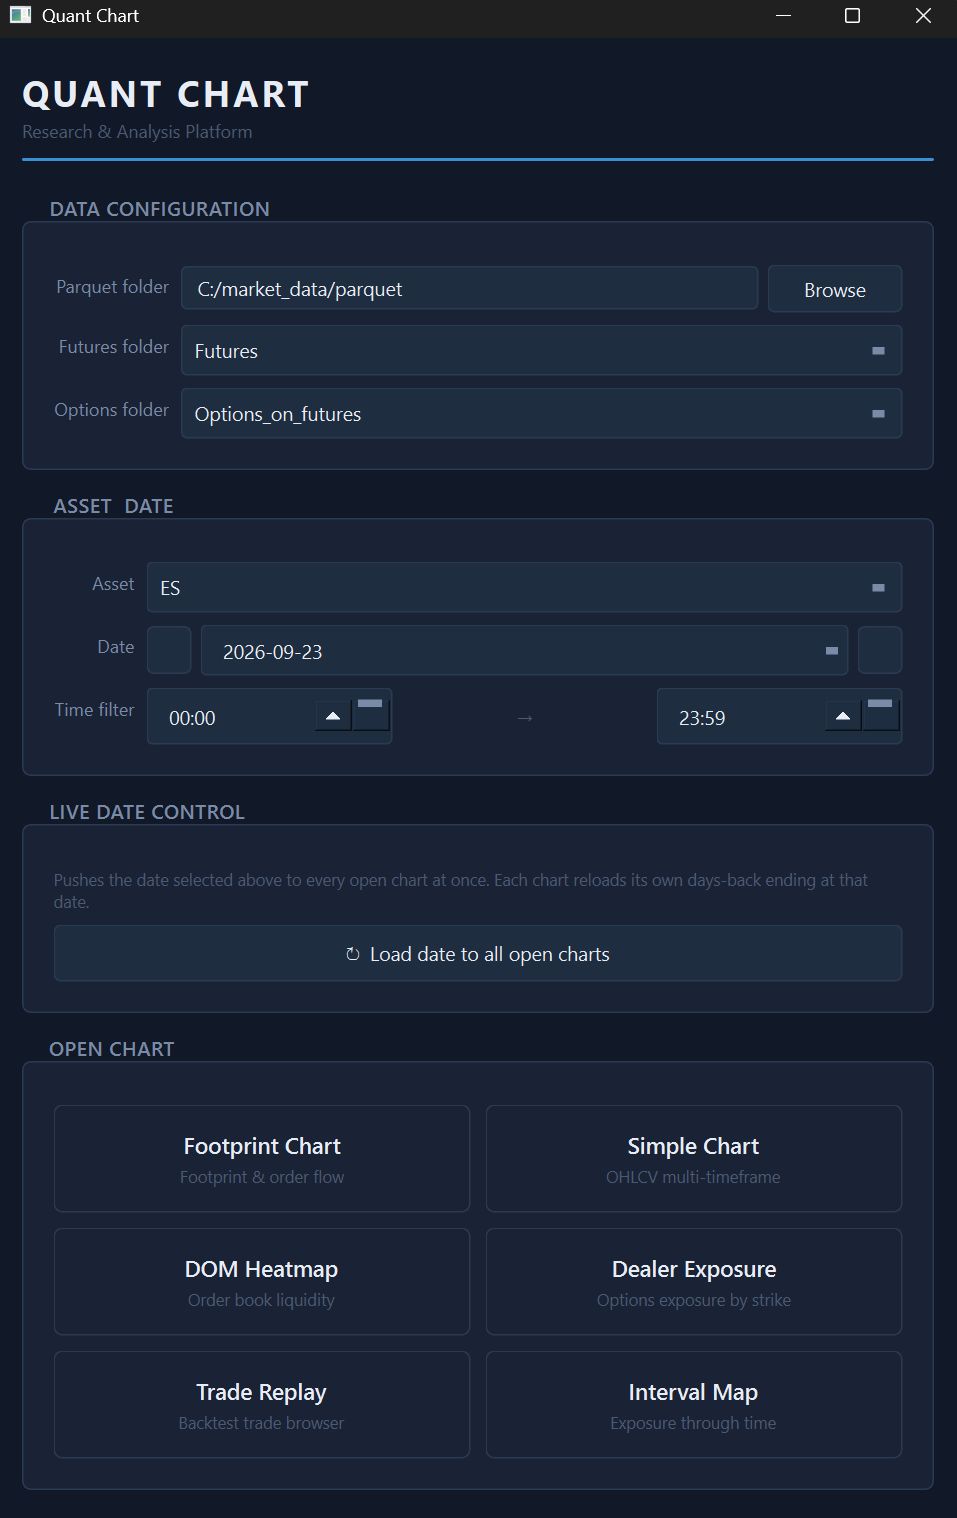 Quant Chart
QUANT CHART
Research & Analysis Platform
DATA CONFIGURATION
Parquet folder C:/market_data/parquet Browse
Futures folder Futures
Options folder Options_on_futures
ASSET DATE
Asset ES
Date 2026-09-23
Time filter 00:00 → 23:59
LIVE DATE CONTROL
Pushes the date selected above to every open chart at once. Each chart reloads its own days-back ending at that
date.
↻ Load date to all open charts
OPEN CHART
Footprint Chart
Footprint & order flow
Simple Chart
OHLCV multi-timeframe
DOM Heatmap
Order book liquidity
Dealer Exposure
Options exposure by strike
Trade Replay
Backtest trade browser
Interval Map
Exposure through time